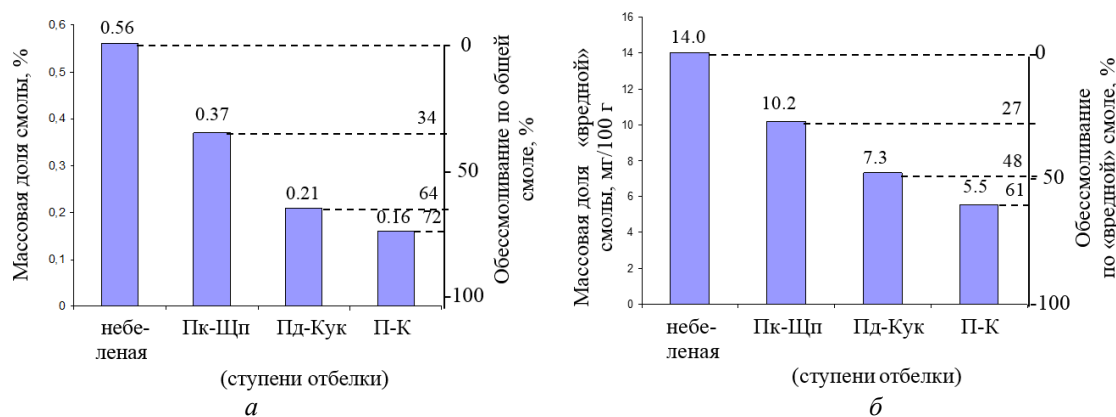 Массовая доля смолы, %
0,6
0,5
0,4
0,3
0,2
0,1
0
0.56
0.37
0.21
0.16
34
64
72
0
50
100
Обессмоливание по общей
смоле, %
небе-
леная
Пк-Щп
Пд-Кук
П-К
(ступени отбелки)
а
Массовая доля «вредной»
смолы, мг/100 г
16
14
12
10
8
6
4
2
0
14.0
10.2
7.3
5.5
27
48
61
0
50
100
Обессмоливание
по «вредной» смоле, %
небе-
леная
Пк-Щп
Пд-Кук
П-К
(ступени отбелки)
б